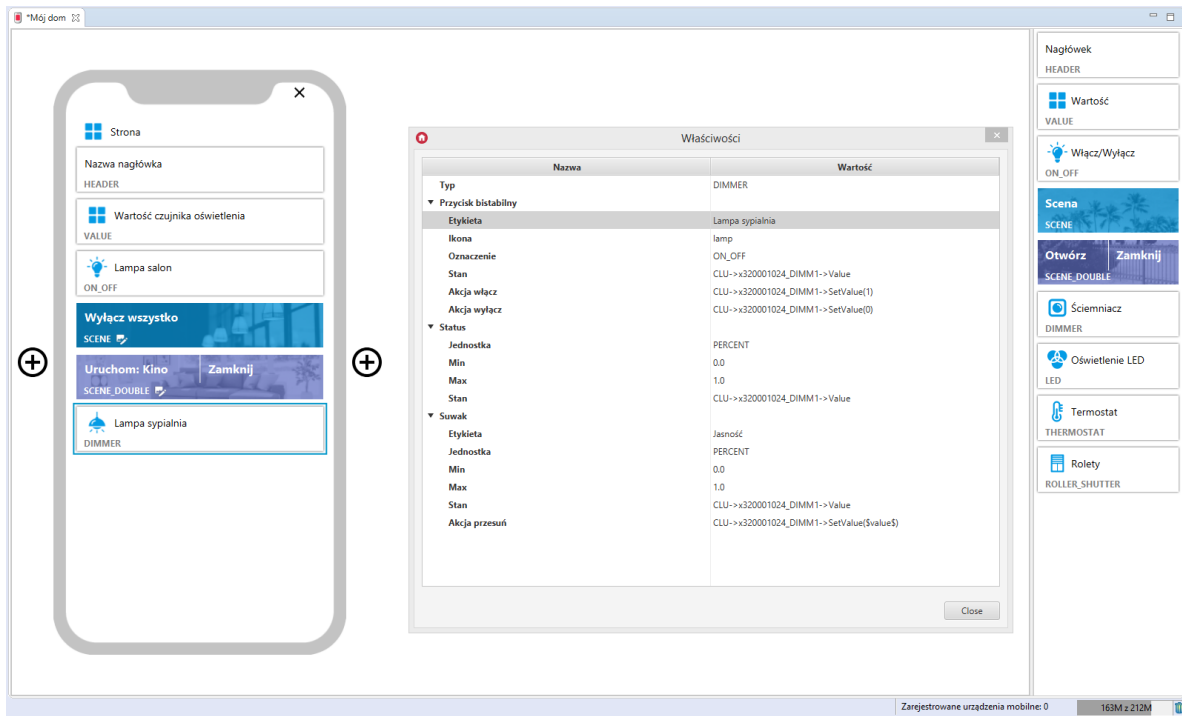 *Mój dom
Strona
Nazwa nagłówka
HEADER
Wartość czujnika oświetlenia
VALUE
Lampa salon
ON_OFF
Wyłącz wszystko
SCENE
Uruchom: Kino Zamknij
SCENE_DOUBLE
Lampa sypialnia
DIMMER
Właściwości
Nazwa Wartość
Typ DIMMER
Przycisk bistabilny
Etykieta Lampa sypialnia
Ikona lamp
Oznaczenie ON_OFF
Stan CLU->x320001024_DIMM1->Value
Akcja włącz CLU->x320001024_DIMM1->SetValue(1)
Akcja wyłącz CLU->x320001024_DIMM1->SetValue(0)
Status
Jednostka PERCENT
Min 0.0
Max 1.0
Stan CLU->x320001024_DIMM1->Value
Suwak
Etykieta Jasność
Jednostka PERCENT
Min 0.0
Max 1.0
Stan CLU->x320001024_DIMM1->Value
Akcja przesuń CLU->x320001024_DIMM1->SetValue($value$)
Close
Nagłówek
HEADER
Wartość
VALUE
Włącz/Wyłącz
ON_OFF
Scena
SCENE
Otwórz Zamknij
SCENE_DOUBLE
Ściemniacz
DIMMER
Oświetlenie LED
LED
Termostat
THERMOSTAT
Rolety
ROLLER_SHUTTER
Zarejestrowane urządzenia mobilne: 0 163M z 212M